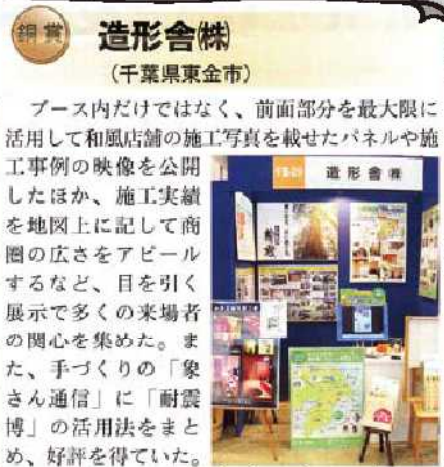 銅賞
造形舎㈱
(千葉県東金市)
ブース内だけではなく、前面部分を最大限に
活用して和風店舗の施工写真を載せたパネルや施
工事例の映像を公開
したほか、施工実績
を地図上に記して商
圏の広さをアピール
するなど、目を引く
展示で多くの来場者
の関心を集めた。ま
た、手づくりの「象
さん通信」に「耐震
博」の活用法をまと
め、好評を得ていた。
造形舎㈱